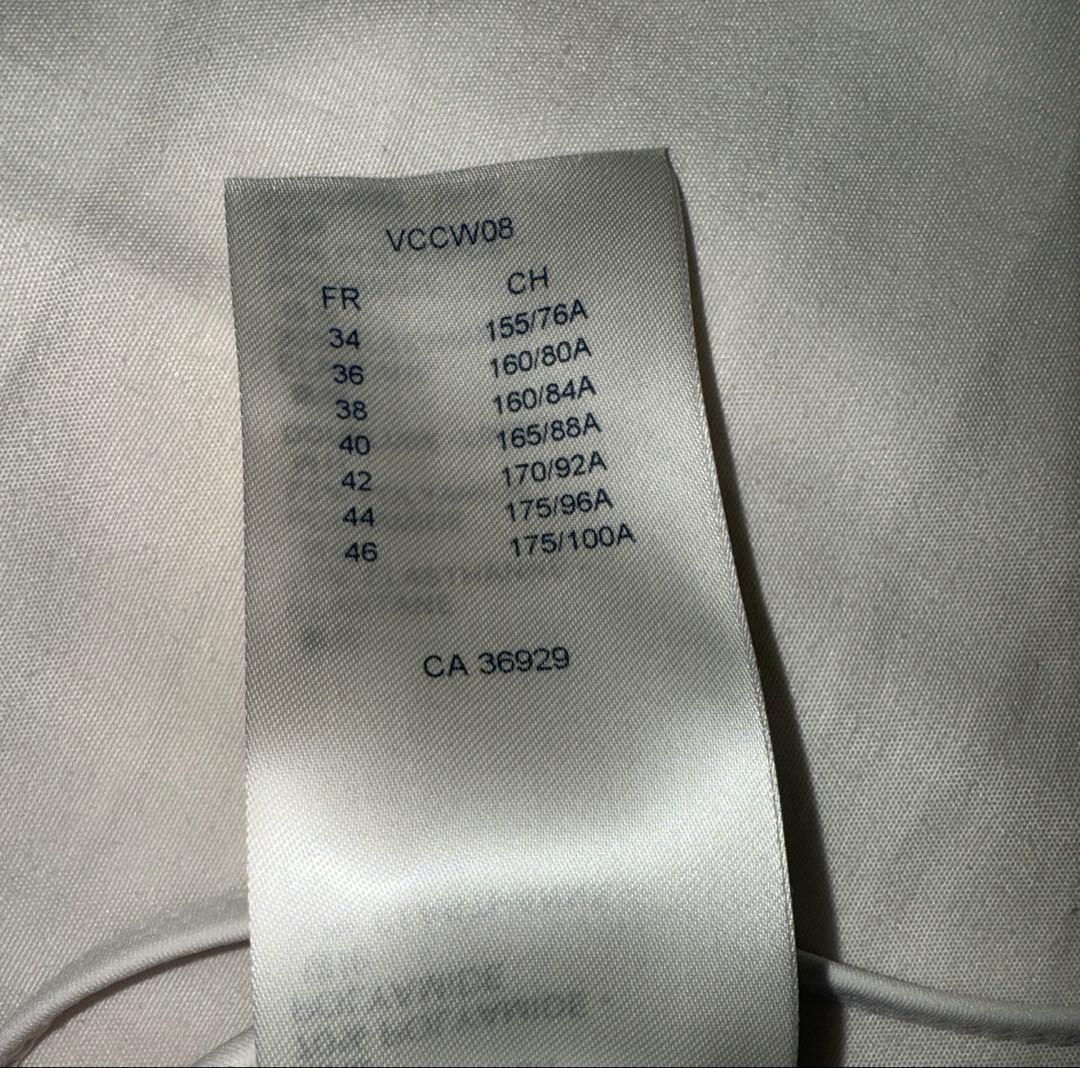 VCCW08
FR CH
34 155/76A
36 160/80A
38 160/84A
40 165/88A
42 170/92A
44 175/96A
46 175/100A
CA 36929